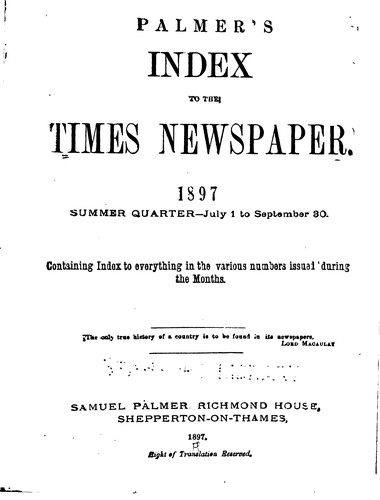 PALMER'S
INDEX
TO THE
TIMES NEWSPAPER.
1897
SUMMER QUARTER—July 1 to September 30.
Containing Index to everything in the various numbers issued during
the Months.
The only true history of a country is to be found in its newspapers.
LORD MACAULAY
SAMUEL PALMER RICHMOND HOUSE,
SHEPPERTON-ON-THAMES,
1897.
Right of Translation Reserved.